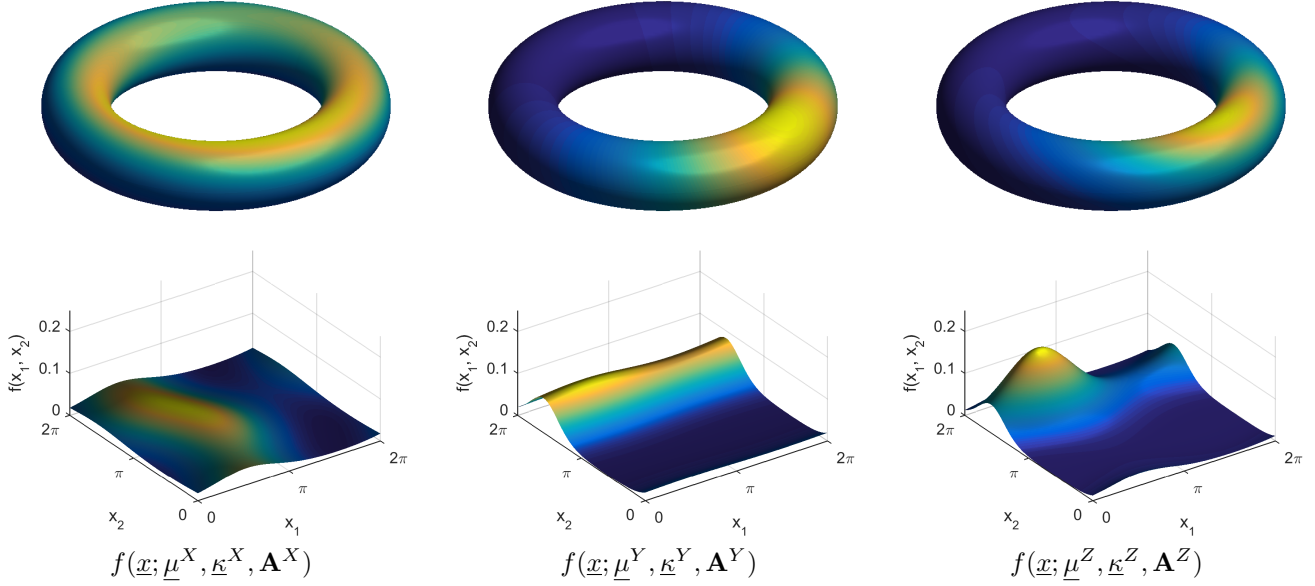 f(x₁, x₂)
0.2
0.1
0
2π
π
0
x₂
0
π
2π
x₁
f(x₁, x₂)
0.2
0.1
0
2π
π
0
x₂
0
π
2π
x₁
f(x₁, x₂)
0.2
0.1
0
2π
π
0
x₂
0
π
2π
x₁
f(x; μ^X, κ^X, A^X)
f(x; μ^Y, κ^Y, A^Y)
f(x; μ^Z, κ^Z, A^Z)